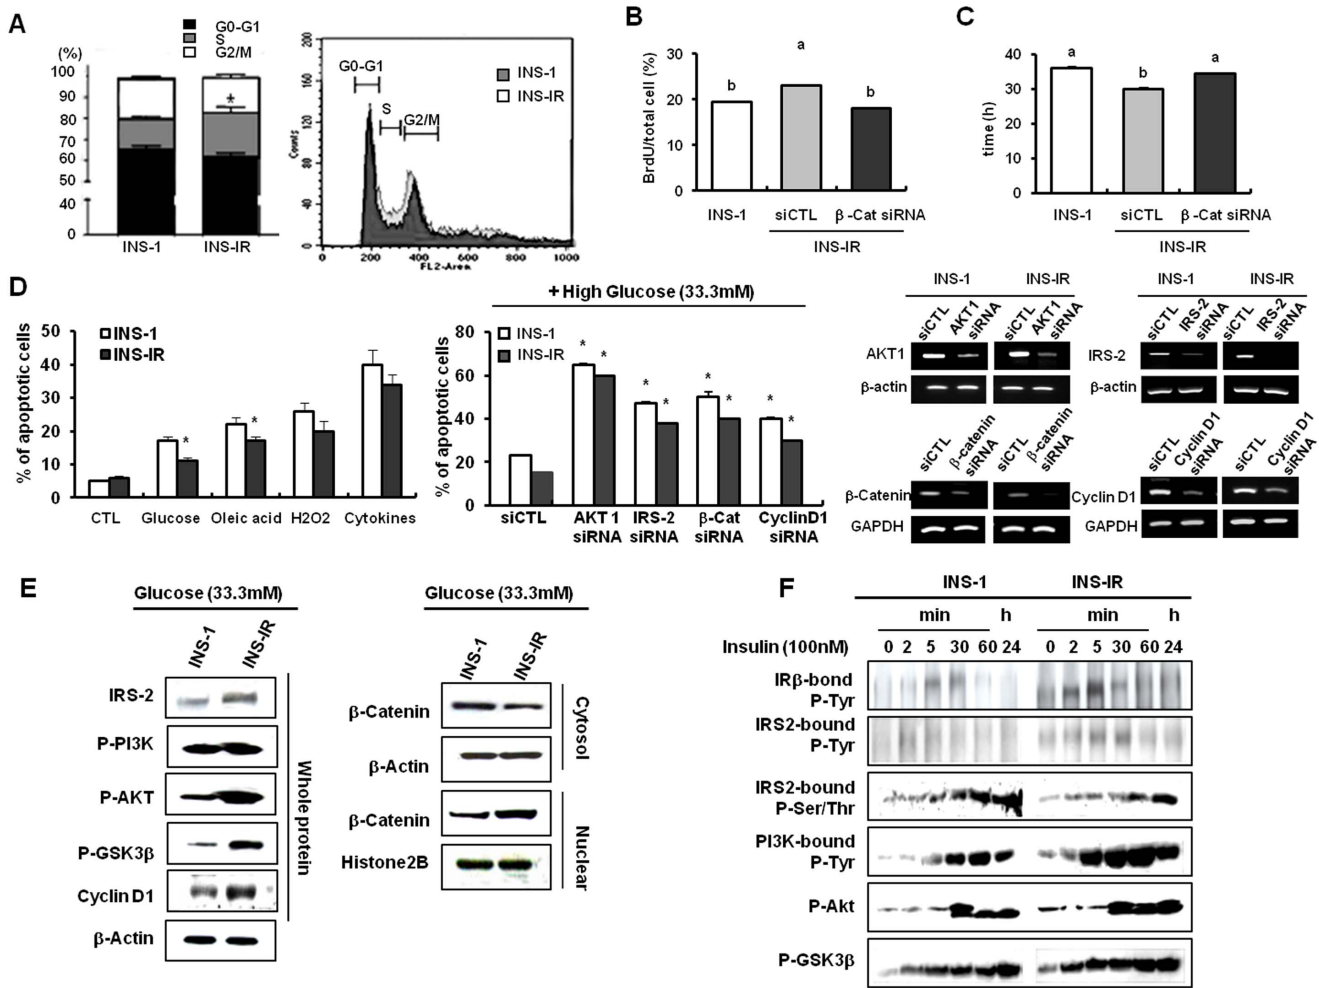 A
G0-G1
S
G2/M
(%)
100
90
80
70
60
50
40
0
INS-1 INS-IR
*
Counts
200
160
120
80
40
0
G0-G1
S
G2/M
INS-1
INS-IR
0 200 400 600 800 1000
FL2-Area
B
BrdU/total cell (%)
30
20
10
0
b
a
b
INS-1 siCTL β-Cat siRNA
INS-IR
C
time (h)
40
30
20
10
0
a
b
a
INS-1 siCTL β-Cat siRNA
INS-IR
D
% of apoptotic cells
50
40
30
20
10
0
INS-1
INS-IR
* *
CTL Glucose Oleic acid H2O2 Cytokines
+ High Glucose (33.3mM)
% of apoptotic cells
80
60
40
20
0
INS-1
INS-IR
* * * * * * * *
siCTL AKT1 siRNA IRS-2 siRNA β-Cat siRNA CyclinD1 siRNA
INS-1 INS-IR
siCTL AKT1 siRNA siCTL AKT1 siRNA
AKT1
β-actin
INS-1 INS-IR
siCTL IRS-2 siRNA siCTL IRS-2 siRNA
IRS-2
β-actin
siCTL β-catenin siRNA siCTL β-catenin siRNA
β-Catenin
GAPDH
siCTL Cyclin D1 siRNA siCTL Cyclin D1 siRNA
Cyclin D1
GAPDH
E
Glucose (33.3mM)
INS-1 INS-IR
IRS-2
P-PI3K
P-AKT
P-GSK3β
Cyclin D1
β-Actin
Whole protein
Glucose (33.3mM)
INS-1 INS-IR
β-Catenin
β-Actin
Cytosol
β-Catenin
Histone2B
Nuclear
F
INS-1 INS-IR
min h min h
Insulin (100nM) 0 2 5 30 60 24 0 2 5 30 60 24
IRβ-bond
P-Tyr
IRS2-bound
P-Tyr
IRS2-bound
P-Ser/Thr
PI3K-bound
P-Tyr
P-Akt
P-GSK3β